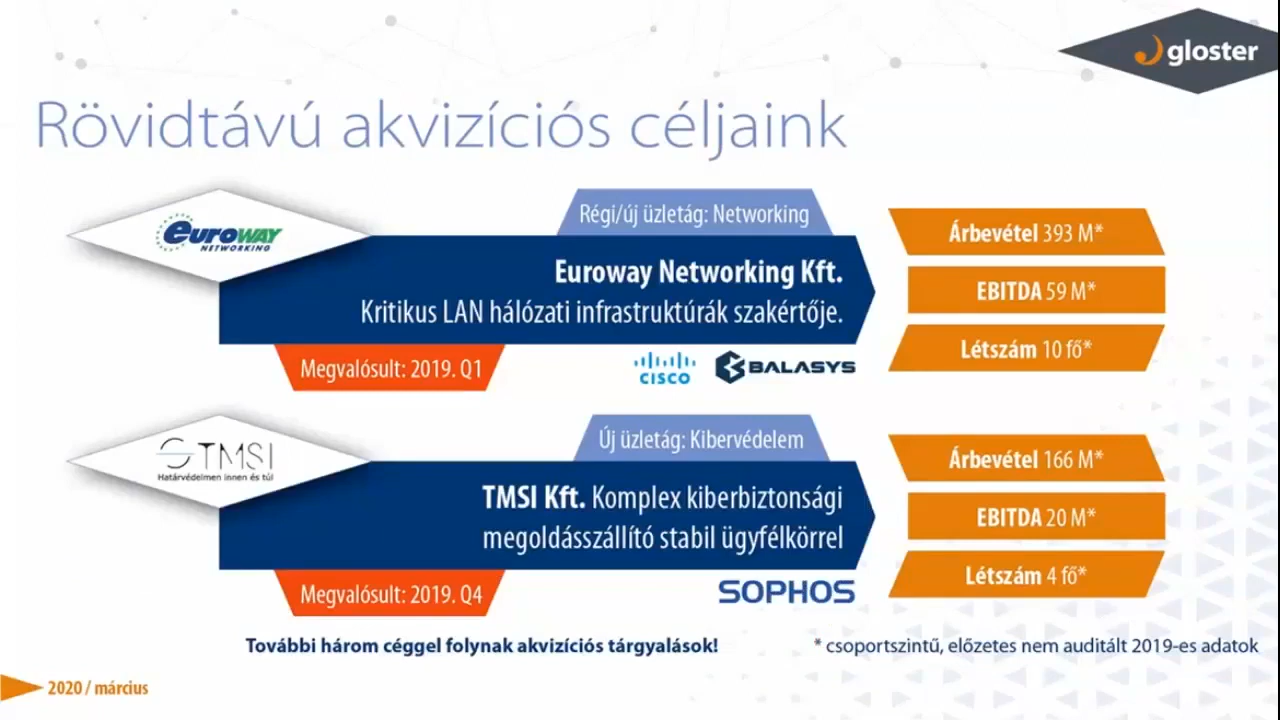 gloster
Rövidtávú akvizíciós céljaink
euroway
NETWORKING
Régi/új üzletág: Networking
Euroway Networking Kft.
Kritikus LAN hálózati infrastruktúrák szakértője.
Megvalósult: 2019. Q1
CISCO
BALASYS
Árbevétel 393 M*
EBITDA 59 M*
Létszám 10 fő*
TMSI
Határvédelmen innen és túl
Új üzletág: Kibervédelem
TMSI Kft. Komplex kiberbiztonsági
megoldásszállító stabil ügyfélkörrel
Megvalósult: 2019. Q4
SOPHOS
Árbevétel 166 M*
EBITDA 20 M*
Létszám 4 fő*
További három céggel folynak akvizíciós tárgyalások!
* csoportszintű, előzetes nem auditált 2019-es adatok
2020 / március